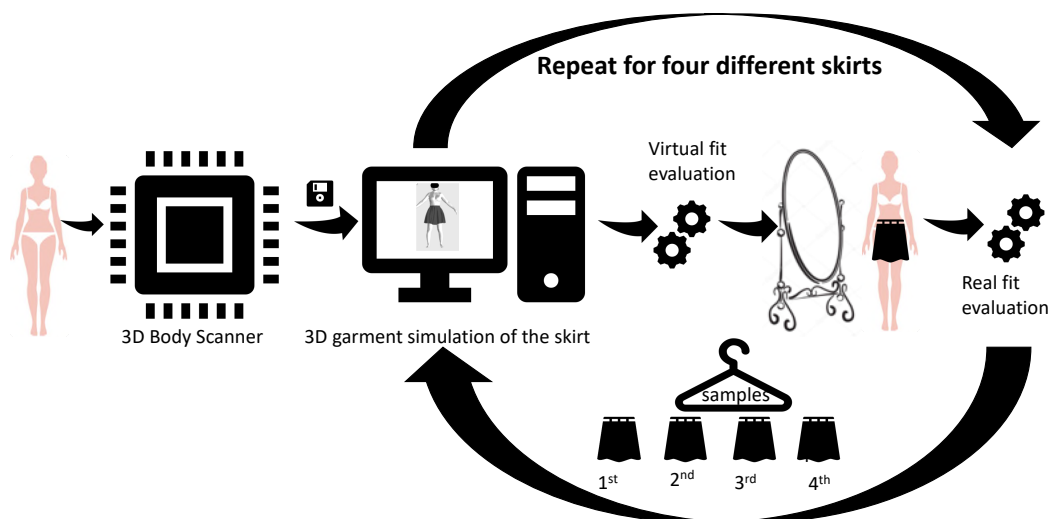 Repeat for four different skirts
Virtual fit
evaluation
Real fit
evaluation
3D Body Scanner
3D garment simulation of the skirt
samples
1st
2nd
3rd
4th